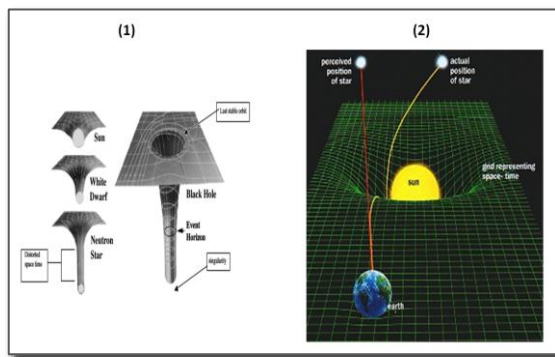 (1)
Last stable orbit
Sun
White
Dwarf
Black Hole
Event
Horizon
Neutron
Star
Distorted
space time
singularity
(2)
perceived
position
of star
actual
position
of star
grid representing
space- time
sun
earth